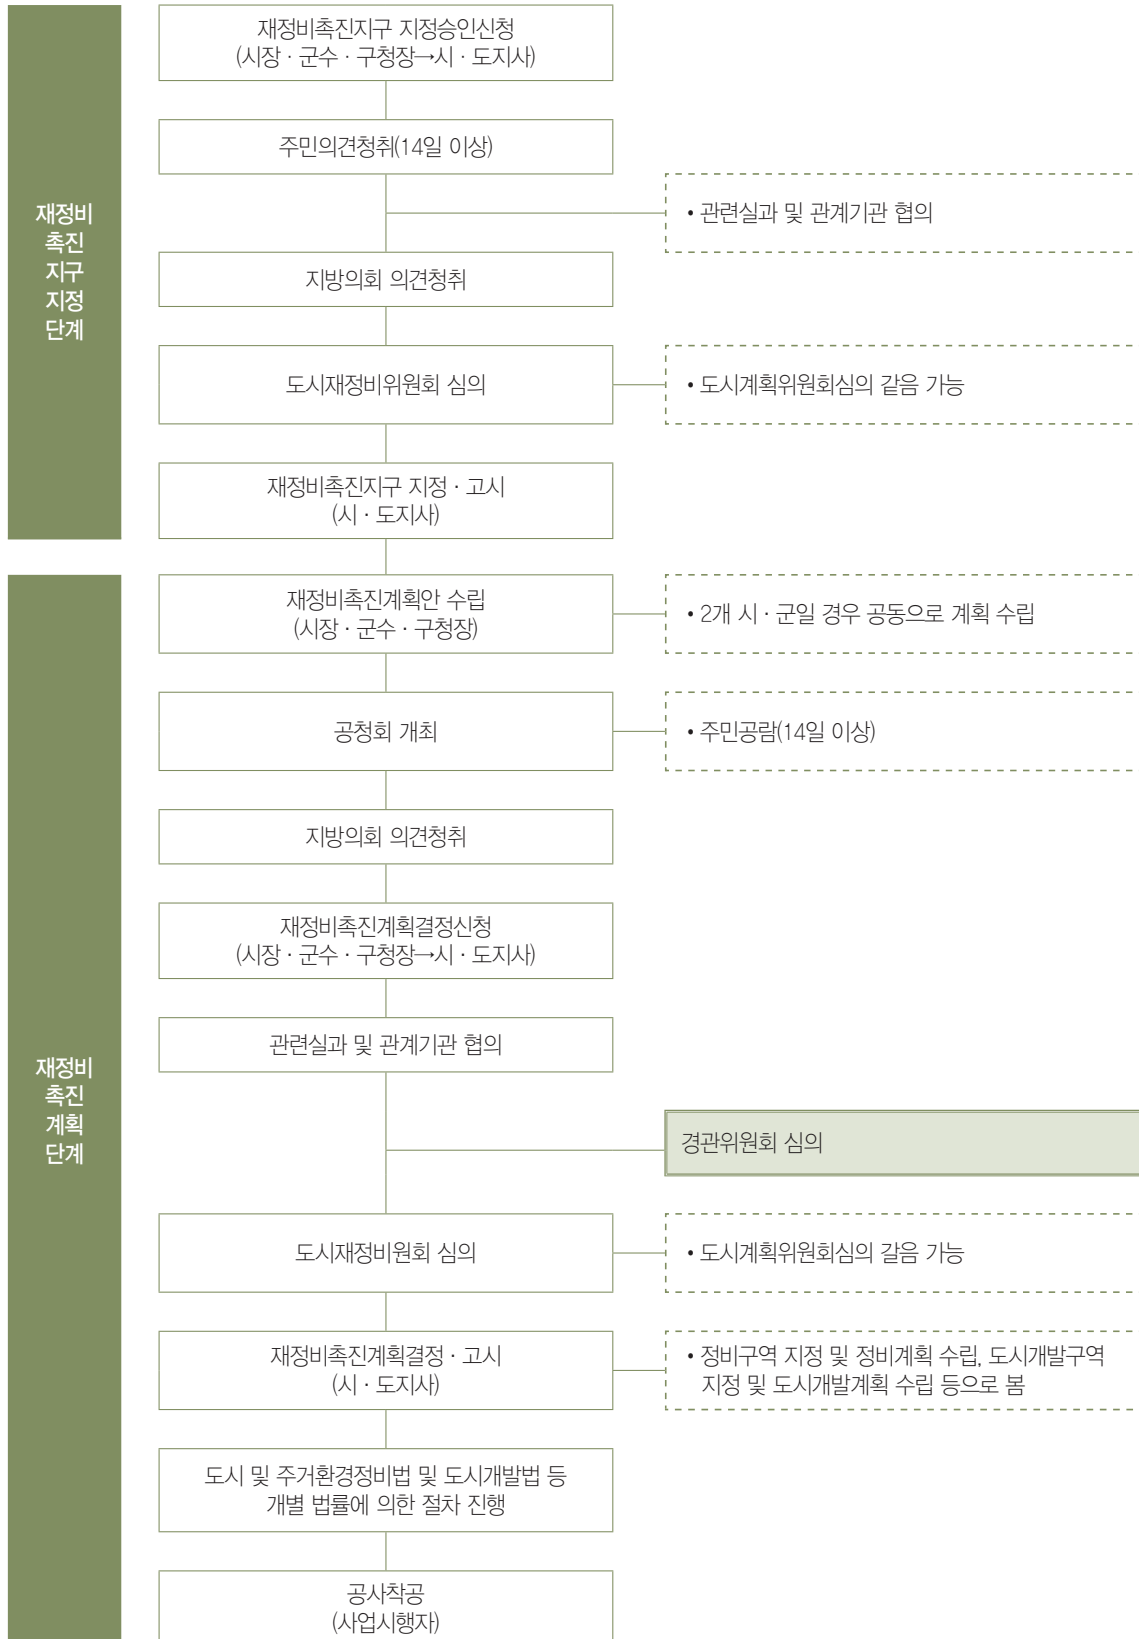 재정비촉진지구 지정승인신청
(시장 · 군수 · 구청장→시 · 도지사)
주민의견청취(14일 이상)
• 관련실과 및 관계기관 협의
재정비
촉진
지구
지정
단계
지방의회 의견청취
도시재정비위원회 심의
• 도시계획위원회심의 같음 가능
재정비촉진지구 지정 · 고시
(시 · 도지사)
재정비촉진계획안 수립
(시장 · 군수 · 구청장)
• 2개 시 · 군일 경우 공동으로 계획 수립
공청회 개최
• 주민공람(14일 이상)
지방의회 의견청취
재정비촉진계획결정신청
(시장 · 군수 · 구청장→시 · 도지사)
관련실과 및 관계기관 협의
재정비
촉진
계획
단계
경관위원회 심의
도시재정비원회 심의
• 도시계획위원회심의 갈음 가능
재정비촉진계획결정 · 고시
(시 · 도지사)
• 정비구역 지정 및 정비계획 수립, 도시개발구역
지정 및 도시개발계획 수립 등으로 봄
도시 및 주거환경정비법 및 도시개발법 등
개별 법률에 의한 절차 진행
공사착공
(사업시행자)